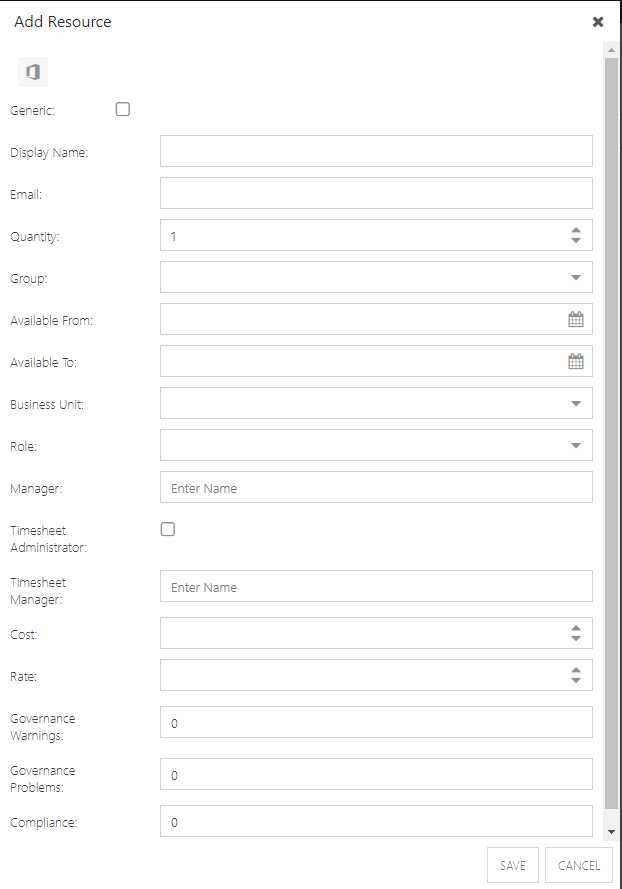 Add Resource
Generic:
Display Name:
Email:
Quantity:
1
Group:
Available From:
Available To:
Business Unit:
Role:
Manager:
Enter Name
Timesheet
Administrator:
Timesheet
Manager:
Enter Name
Cost:
Rate:
Governance
Warnings:
0
Governance
Problems:
0
Compliance:
0
SAVE
CANCEL